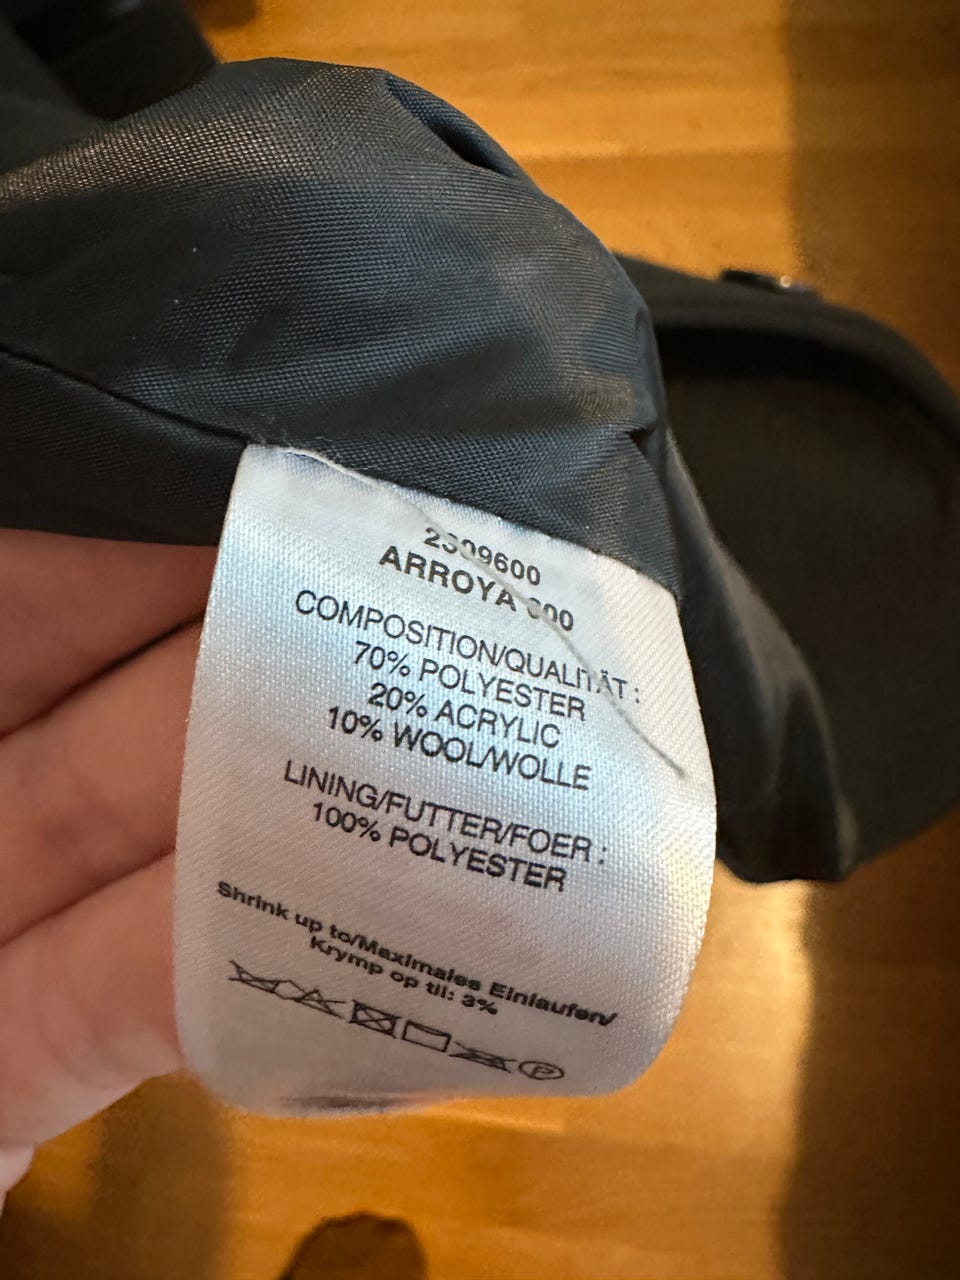 ARROYA
COMPOSITION/QUALITÄT :
70% POLYESTER
20% ACRYLIC
10% WOOL/WOLLE
LINING/FUTTER/FOER :
100% POLYESTER
Shrink up to/Maximales Einlaufen/
Krymp op til: 3%
P